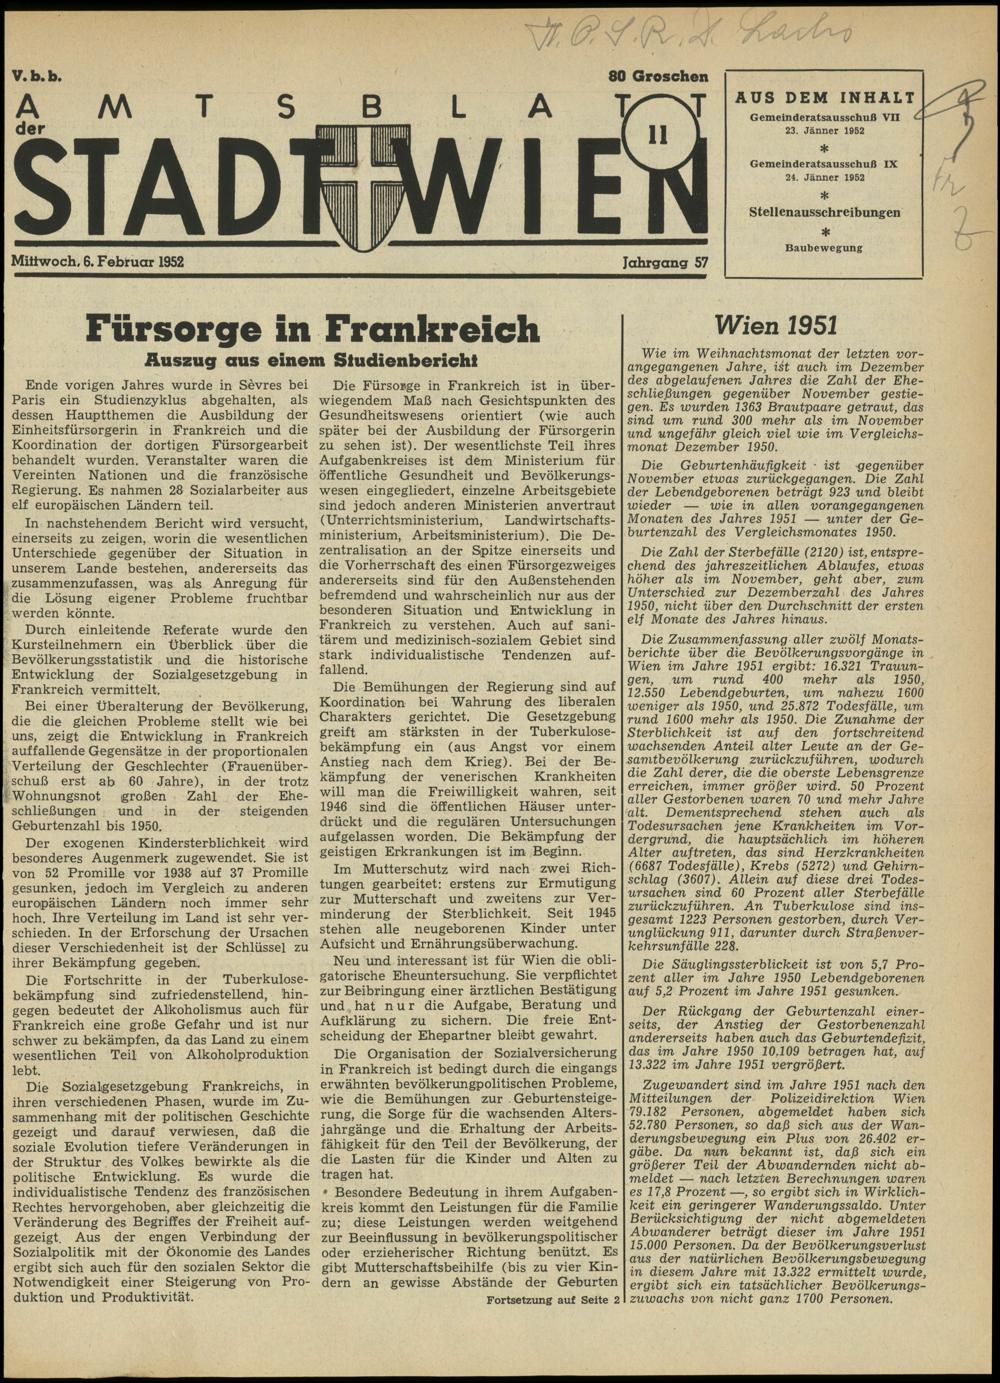 V. b. b.
80 Groschen
AMTSBLATT
der
STADT WIEN
11
Mittwoch, 6. Februar 1952
Jahrgang 57
AUS DEM INHALT
Gemeinderatsausschuß VII
23. Jänner 1952
*
Gemeinderatsausschuß IX
24. Jänner 1952
*
Stellenausschreibungen
*
Baubewegung
Fürsorge in Frankreich
Auszug aus einem Studienbericht
Ende vorigen Jahres wurde in Sèvres bei
Paris ein Studienzyklus abgehalten, als
dessen Hauptthemen die Ausbildung der
Einheitsfürsorgerin in Frankreich und die
Koordination der dortigen Fürsorgearbeit
behandelt wurden. Veranstalter waren die
Vereinten Nationen und die französische
Regierung. Es nahmen 28 Sozialarbeiter aus
elf europäischen Ländern teil.
In nachstehendem Bericht wird versucht,
einerseits zu zeigen, worin die wesentlichen
Unterschiede gegenüber der Situation in
unserem Lande bestehen, andererseits das
zusammenzufassen, was als Anregung für
die Lösung eigener Probleme fruchtbar
werden könnte.
Durch einleitende Referate wurde den
Kursteilnehmern ein Überblick über die
Bevölkerungsstatistik und die historische
Entwicklung der Sozialgesetzgebung in
Frankreich vermittelt.
Bei einer Überalterung der Bevölkerung,
die die gleichen Probleme stellt wie bei
uns, zeigt die Entwicklung in Frankreich
auffallende Gegensätze in der proportionalen
Verteilung der Geschlechter (Frauenüber-
schuß erst ab 60 Jahre), in der trotz
Wohnungsnot großen Zahl der Ehe-
schließungen und in der steigenden
Geburtenzahl bis 1950.
Der exogenen Kindersterblichkeit wird
besonderes Augenmerk zugewendet. Sie ist
von 52 Promille vor 1938 auf 37 Promille
gesunken, jedoch im Vergleich zu anderen
europäischen Ländern noch immer sehr
hoch. Ihre Verteilung im Land ist sehr ver-
schieden. In der Erforschung der Ursachen
dieser Verschiedenheit ist der Schlüssel zu
ihrer Bekämpfung gegeben.
Die Fortschritte in der Tuberkulose-
bekämpfung sind zufriedenstellend, hin-
gegen bedeutet der Alkoholismus auch für
Frankreich eine große Gefahr und ist nur
schwer zu bekämpfen, da das Land zu einem
wesentlichen Teil von Alkoholproduktion
lebt.
Die Sozialgesetzgebung Frankreichs, in
ihren verschiedenen Phasen, wurde im Zu-
sammenhang mit der politischen Geschichte
gezeigt und darauf verwiesen, daß die
soziale Evolution tiefere Veränderungen in
der Struktur des Volkes bewirkte als die
politische Entwicklung. Es wurde die
individualistische Tendenz des französischen
Rechtes hervorgehoben, aber gleichzeitig die
Veränderung des Begriffes der Freiheit auf-
gezeigt. Aus der engen Verbindung der
Sozialpolitik mit der Ökonomie des Landes
ergibt sich auch für den sozialen Sektor die
Notwendigkeit einer Steigerung von Pro-
duktion und Produktivität.
Die Fürsorge in Frankreich ist in über-
wiegendem Maß nach Gesichtspunkten des
Gesundheitswesens orientiert (wie auch
später bei der Ausbildung der Fürsorgerin
zu sehen ist). Der wesentlichste Teil ihres
Aufgabenkreises ist dem Ministerium für
öffentliche Gesundheit und Bevölkerungs-
wesen eingegliedert, einzelne Arbeitsgebiete
sind jedoch anderen Ministerien anvertraut
(Unterrichtsministerium, Landwirtschafts-
ministerium, Arbeitsministerium). Die De-
zentralisation an der Spitze einerseits und
die Vorherrschaft des einen Fürsorgezweiges
andererseits sind für den Außenstehenden
befremdend und wahrscheinlich nur aus der
besonderen Situation und Entwicklung in
Frankreich zu verstehen. Auch auf sani-
tärem und medizinisch-sozialem Gebiet sind
stark individualistische Tendenzen auf-
fallend.
Die Bemühungen der Regierung sind auf
Koordination bei Wahrung des liberalen
Charakters gerichtet. Die Gesetzgebung
greift am stärksten in der Tuberkulose-
bekämpfung ein (aus Angst vor einem
Anstieg nach dem Krieg). Bei der Be-
kämpfung der venerischen Krankheiten
will man die Freiwilligkeit wahren, seit
1946 sind die öffentlichen Häuser unter-
drückt und die regulären Untersuchungen
aufgelassen worden. Die Bekämpfung der
geistigen Erkrankungen ist im Beginn.
Im Mutterschutz wird nach zwei Rich-
tungen gearbeitet: erstens zur Ermutigung
zur Mutterschaft und zweitens zur Ver-
minderung der Sterblichkeit. Seit 1945
stehen alle neugeborenen Kinder unter
Aufsicht und Ernährungsüberwachung.
Neu und interessant ist für Wien die obli-
gatorische Eheuntersuchung. Sie verpflichtet
zur Beibringung einer ärztlichen Bestätigung
und hat nur die Aufgabe, Beratung und
Aufklärung zu sichern. Die freie Ent-
scheidung der Ehepartner bleibt gewahrt.
Die Organisation der Sozialversicherung
in Frankreich ist bedingt durch die eingangs
erwähnten bevölkerungpolitischen Probleme,
wie die Bemühungen zur Geburtensteige-
rung, die Sorge für die wachsenden Alters-
jahrgänge und die Erhaltung der Arbeits-
fähigkeit für den Teil der Bevölkerung, der
die Lasten für die Kinder und Alten zu
tragen hat.
Besondere Bedeutung in ihrem Aufgaben-
kreis kommt den Leistungen für die Familie
zu; diese Leistungen werden weitgehend
zur Beeinflussung in bevölkerungspolitischer
oder erzieherischer Richtung benützt. Es
gibt Mutterschaftsbeihilfe (bis zu vier Kin-
dern an gewisse Abstände der Geburten
Fortsetzung auf Seite 2
Wien 1951
Wie im Weihnachtsmonat der letzten vor-
angegangenen Jahre, ist auch im Dezember
des abgelaufenen Jahres die Zahl der Ehe-
schließungen gegenüber November gestie-
gen. Es wurden 1363 Brautpaare getraut, das
sind um rund 300 mehr als im November
und ungefähr gleich viel wie im Vergleichs-
monat Dezember 1950.
Die Geburtenhäufigkeit ist gegenüber
November etwas zurückgegangen. Die Zahl
der Lebendgeborenen beträgt 923 und bleibt
wieder — wie in allen vorangegangenen
Monaten des Jahres 1951 — unter der Ge-
burtenzahl des Vergleichsmonates 1950.
Die Zahl der Sterbefälle (2120) ist, entspre-
chend des jahreszeitlichen Ablaufes, etwas
höher als im November, geht aber, zum
Unterschied zur Dezemberzahl des Jahres
1950, nicht über den Durchschnitt der ersten
elf Monate des Jahres hinaus.
Die Zusammenfassung aller zwölf Monats-
berichte über die Bevölkerungsvorgänge in
Wien im Jahre 1951 ergibt: 16.321 Trauun-
gen, um rund 400 mehr als 1950,
12.550 Lebendgeburten, um nahezu 1600
weniger als 1950, und 25.872 Todesfälle, um
rund 1600 mehr als 1950. Die Zunahme der
Sterblichkeit ist auf den fortschreitend
wachsenden Anteil alter Leute an der Ge-
samtbevölkerung zurückzuführen, wodurch
die Zahl derer, die die oberste Lebensgrenze
erreichen, immer größer wird. 50 Prozent
aller Gestorbenen waren 70 und mehr Jahre
alt. Dementsprechend stehen auch als
Todesursachen jene Krankheiten im Vor-
dergrund, die hauptsächlich im höheren
Alter auftreten, das sind Herzkrankheiten
(6687 Todesfälle), Krebs (5272) und Gehirn-
schlag (3607). Allein auf diese drei Todes-
ursachen sind 60 Prozent aller Sterbefälle
zurückzuführen. An Tuberkulose sind ins-
gesamt 1223 Personen gestorben, durch Ver-
unglückung 911, darunter durch Straßenver-
kehrsunfälle 228.
Die Säuglingssterblickeit ist von 5,7 Pro-
zent aller im Jahre 1950 Lebendgeborenen
auf 5,2 Prozent im Jahre 1951 gesunken.
Der Rückgang der Geburtenzahl einer-
seits, der Anstieg der Gestorbenenzahl
andererseits haben auch das Geburtendefizit,
das im Jahre 1950 10.109 betragen hat, auf
13.322 im Jahre 1951 vergrößert.
Zugewandert sind im Jahre 1951 nach den
Mitteilungen der Polizeidirektion Wien
79.182 Personen, abgemeldet haben sich
52.780 Personen, so daß sich aus der Wan-
derungsbewegung ein Plus von 26.402 er-
gäbe. Da nun bekannt ist, daß sich ein
größerer Teil der Abwandernden nicht ab-
meldet — nach letzten Berechnungen waren
es 17,8 Prozent —, so ergibt sich in Wirklich-
keit ein geringerer Wanderungssaldo. Unter
Berücksichtigung der nicht abgemeldeten
Abwanderer beträgt dieser im Jahre 1951
15.000 Personen. Da der Bevölkerungsverlust
aus der natürlichen Bevölkerungsbewegung
in diesem Jahre mit 13.322 ermittelt wurde,
ergibt sich ein tatsächlicher Bevölkerungs-
zuwachs von nicht ganz 1700 Personen.